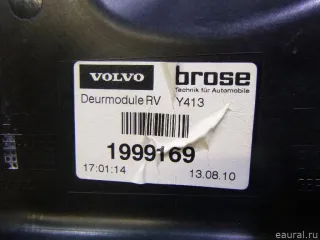 VOLVO
brose
Technik für Automobile
Deurmodule RV Y413
1999169
17:01:14 13.08.10
eaural.ru